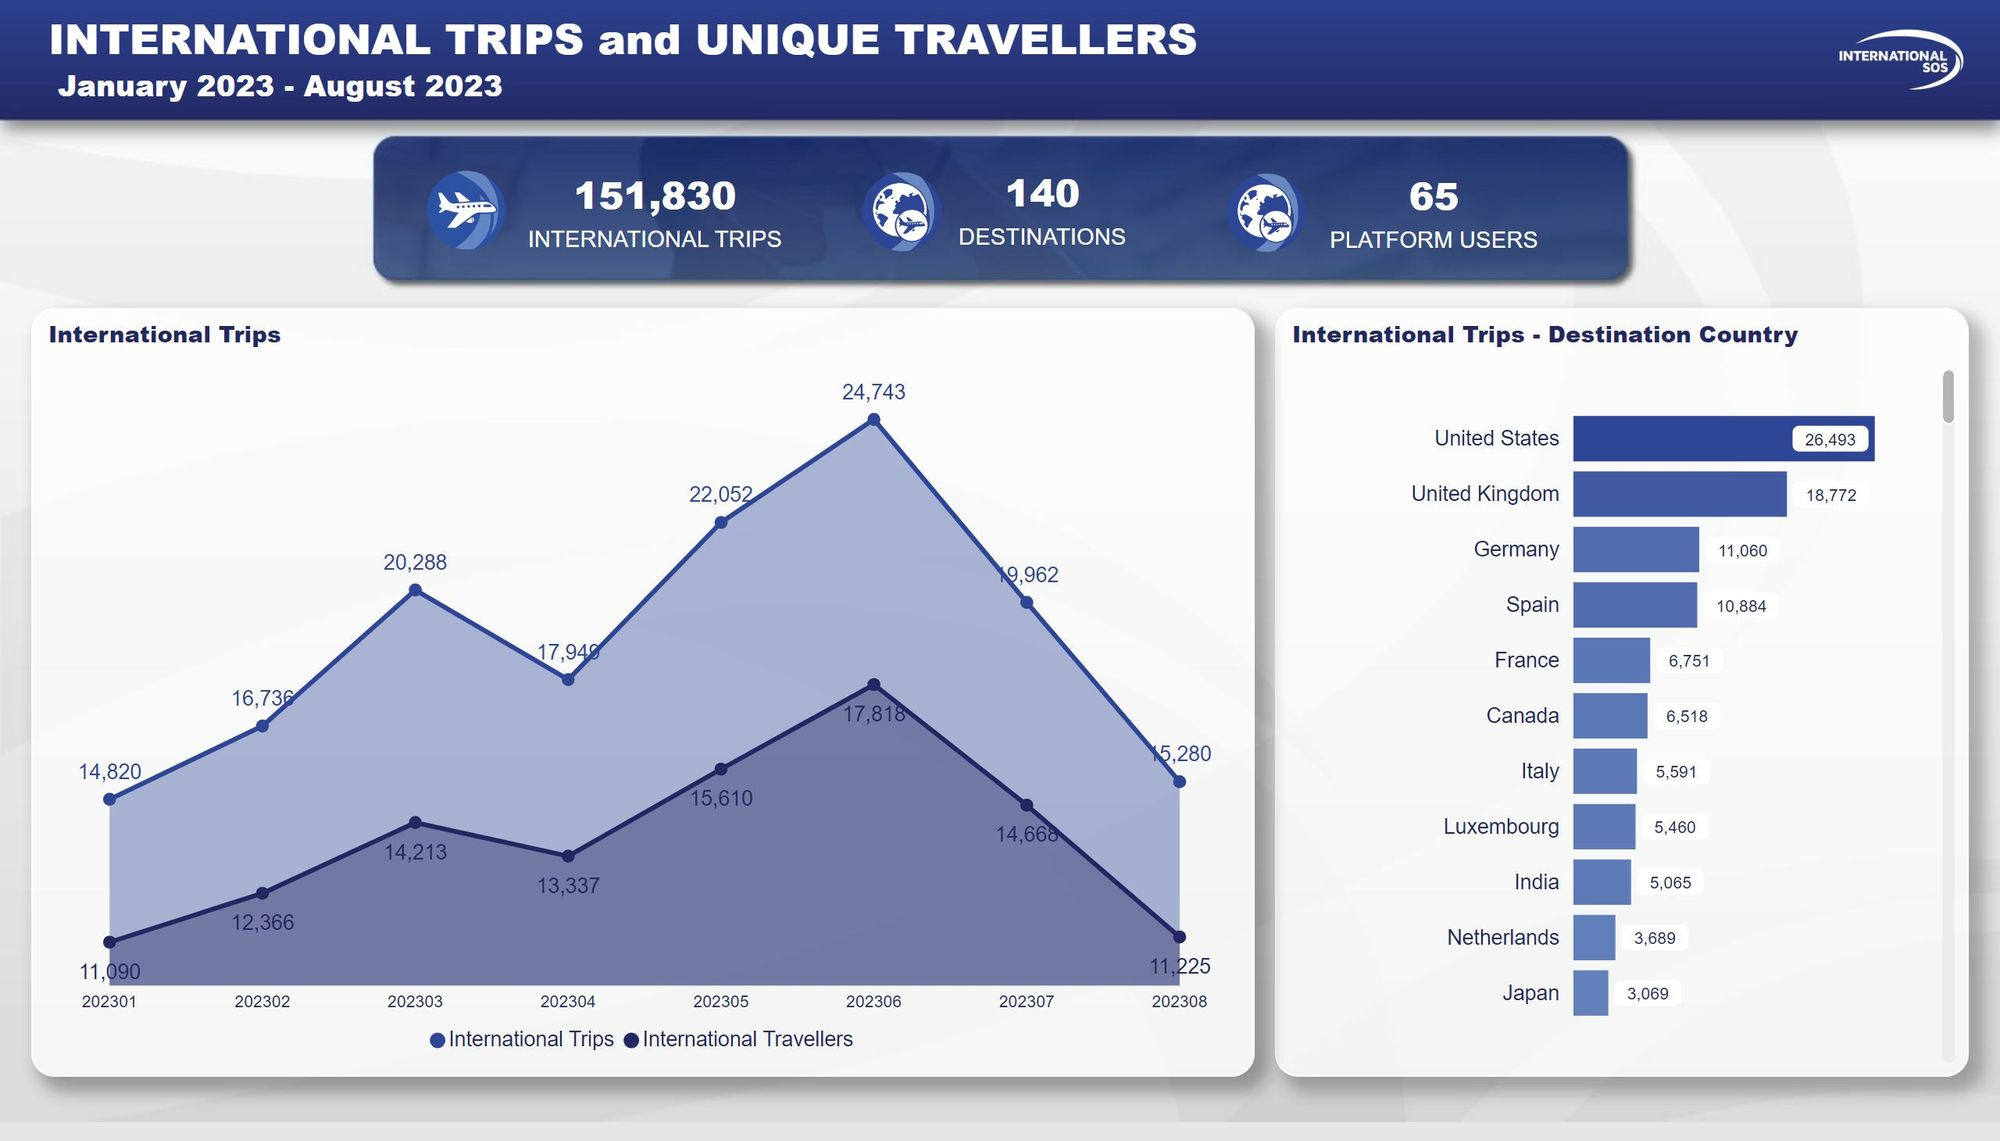 INTERNATIONAL TRIPS and UNIQUE TRAVELLERS
January 2023 - August 2023
INTERNATIONAL
SOS
151,830
INTERNATIONAL TRIPS
140
DESTINATIONS
65
PLATFORM USERS
International Trips
24,743
22,052
20,288
19,962
17,949
16,736
15,280
14,820
17,818
15,610
14,668
14,213
13,337
12,366
11,225
11,090
202301 202302 202303 202304 202305 202306 202307 202308
International Trips International Travellers
International Trips - Destination Country
United States 26,493
United Kingdom 18,772
Germany 11,060
Spain 10,884
France 6,751
Canada 6,518
Italy 5,591
Luxembourg 5,460
India 5,065
Netherlands 3,689
Japan 3,069